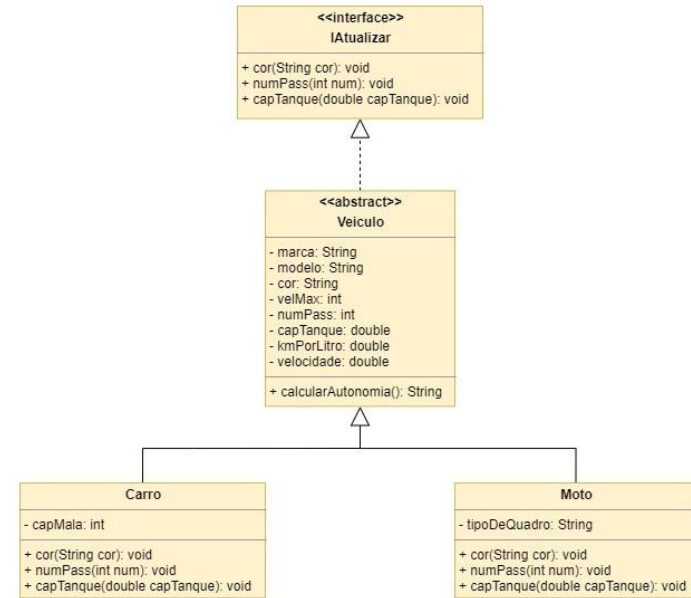 <<interface>>
IAtualizar
+ cor(String cor): void
+ numPass(int num): void
+ capTanque(double capTanque): void
<<abstract>>
Veiculo
- marca: String
- modelo: String
- cor: String
- velMax: int
- numPass: int
- capTanque: double
- kmPorLitro: double
- velocidade: double
+ calcularAutonomia(): String
Carro
- capMala: int
+ cor(String cor): void
+ numPass(int num): void
+ capTanque(double capTanque): void
Moto
- tipoDeQuadro: String
+ cor(String cor): void
+ numPass(int num): void
+ capTanque(double capTanque): void